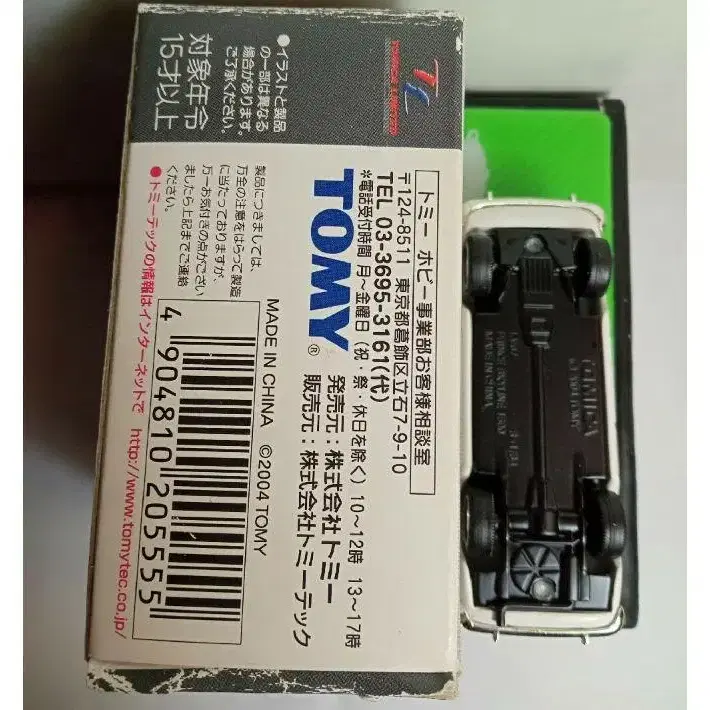 ●イラストと製品
の一部は異なる
場合があります。
ご了承ください。
対象年令
15才以上
TOMICA LIMITED
トミー ホビー事業部お客様相談室
〒124-8511 東京都葛飾区立石7-9-10
TEL 03-3695-3161(代)
*電話受付時間 月~金曜日(祝・祭・休日を除く) 10~12時 13~17時
TOMY®
発売元:株式会社トミー
販売元:株式会社トミーテック
製品につきましては、
万全の注意をはらって製造
に当たっておりますが、
万一お気付きの点がござい
ましたら上記までご連絡
ください。
●トミーテックの情報はインターネットで http://www.tomytec.co.jp/
MADE IN CHINA ©2004 TOMY
4 904810 205555
TOMICA
MADE IN CHINA